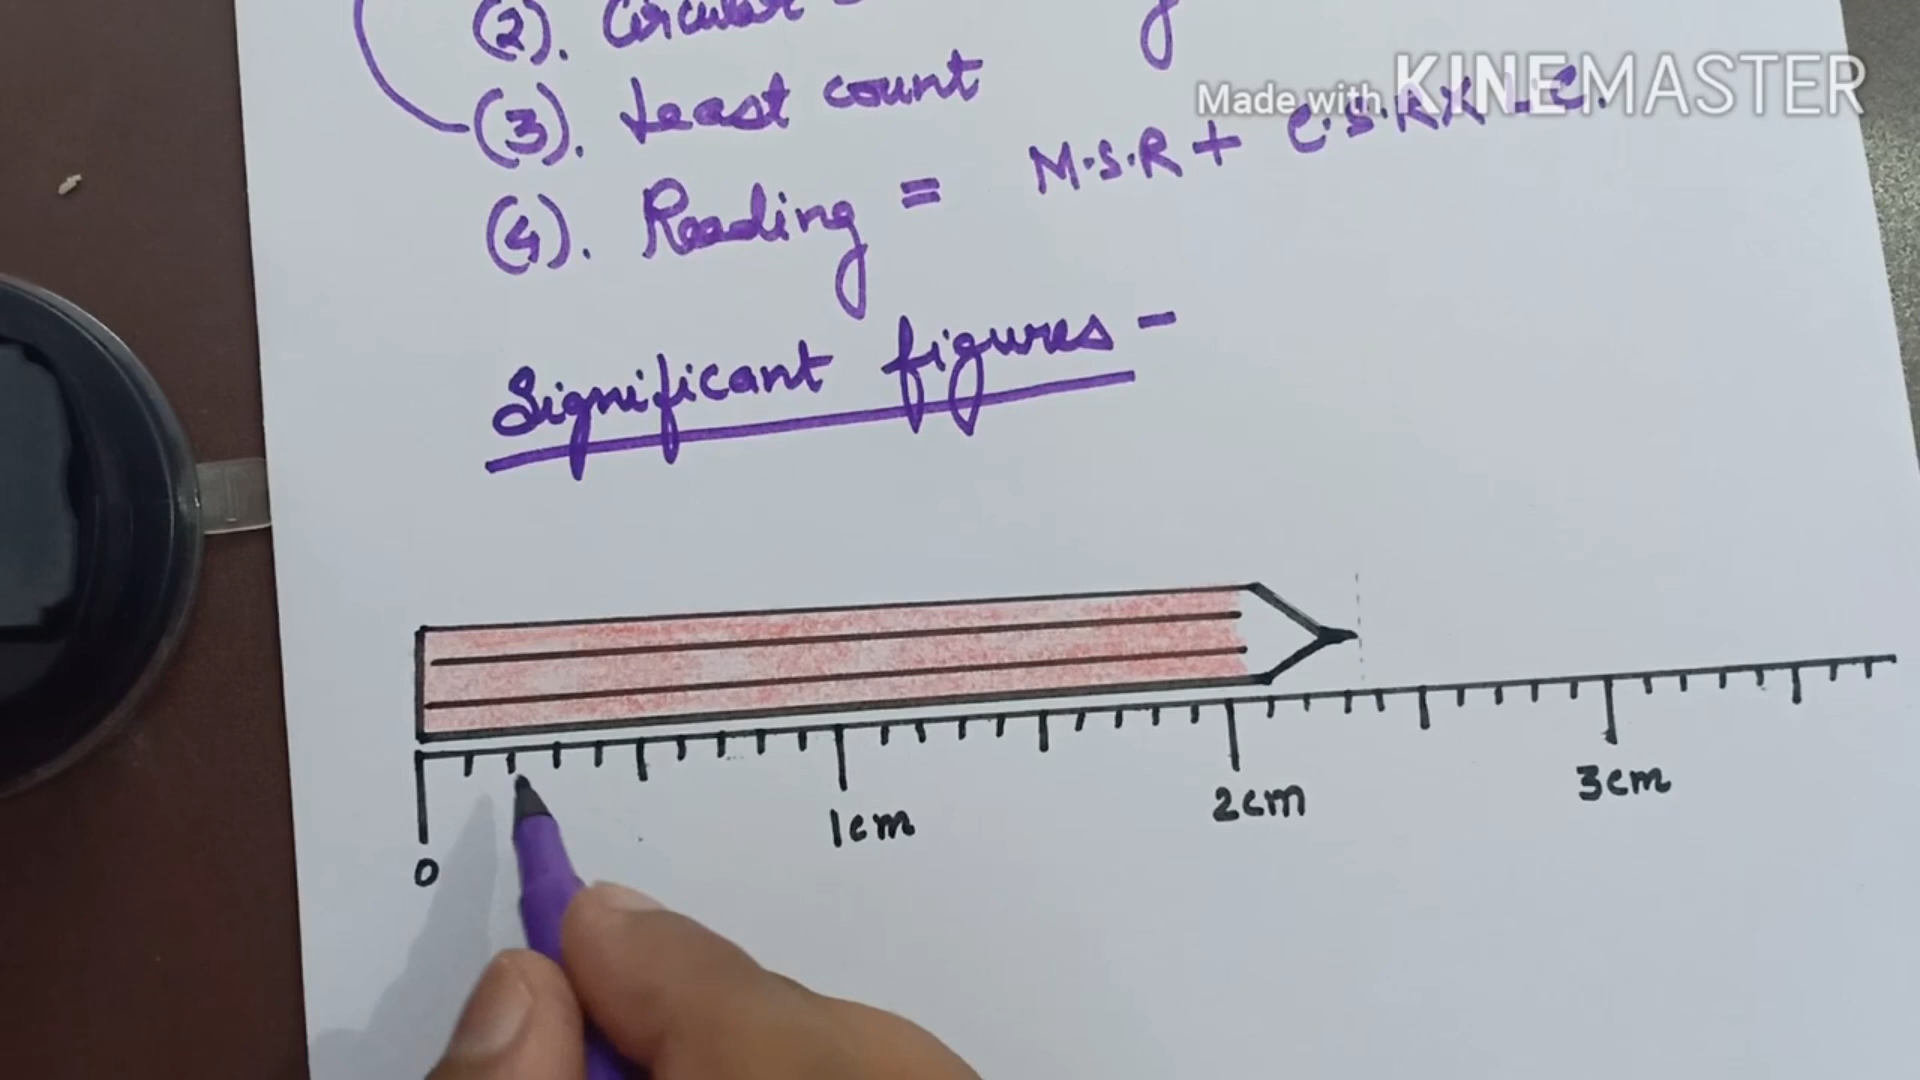 (2). Circular
(3). Least count
Made with KINEMASTER
(4). Reading = M.S.R + C.S.R X L.C.
Significant figures -
0 1cm 2cm 3cm